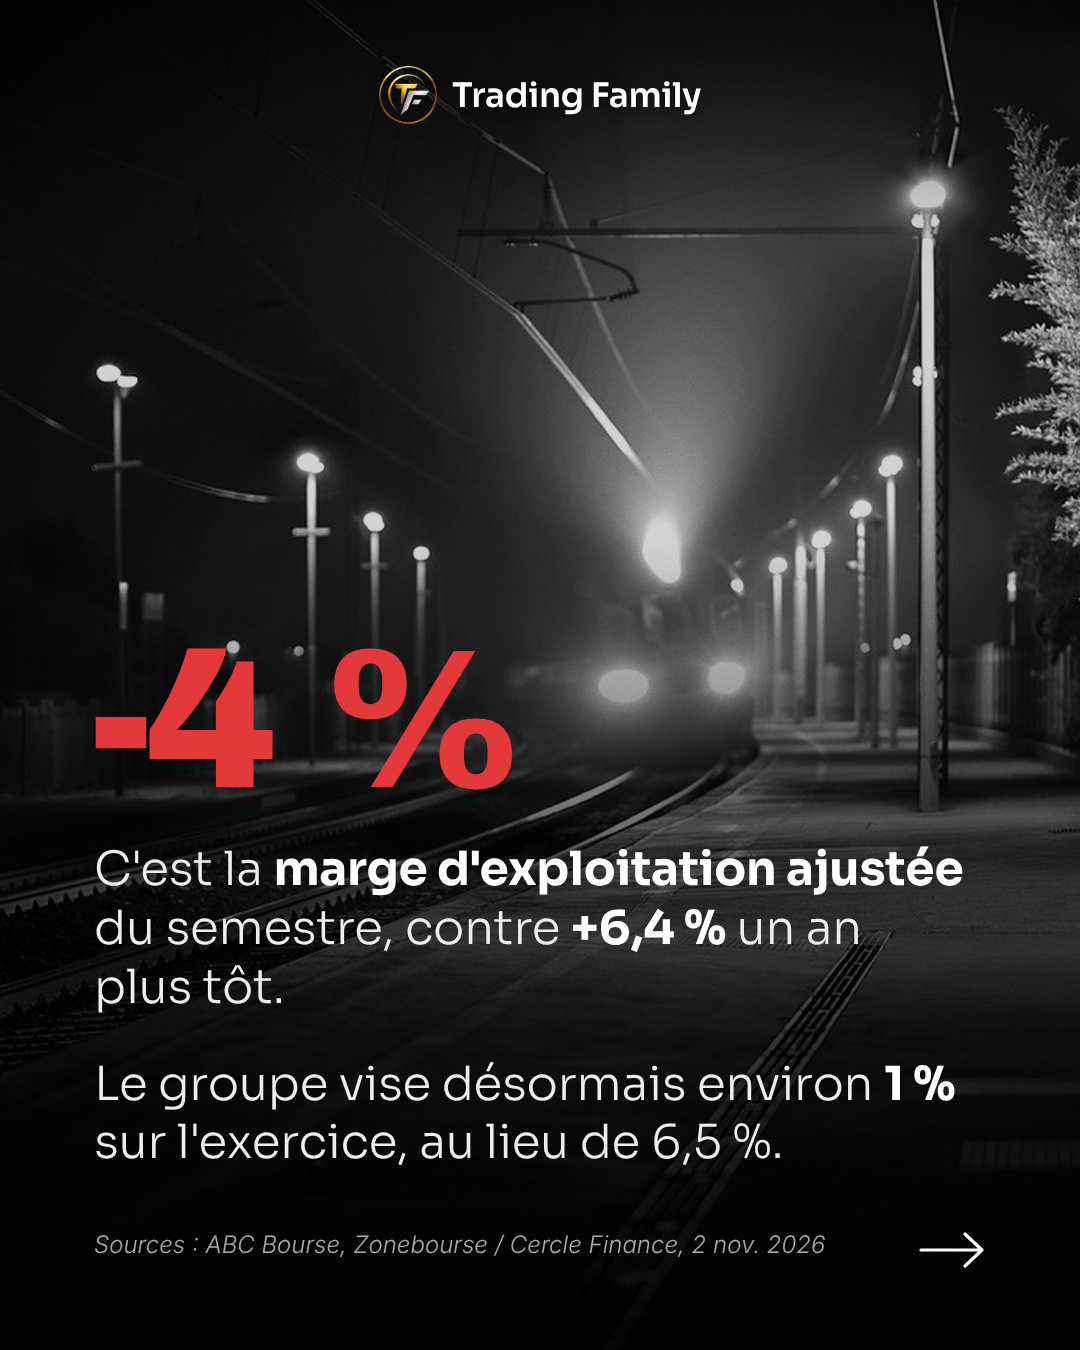 TF
Trading Family
-4 %
C'est la marge d'exploitation ajustée
du semestre, contre +6,4 % un an
plus tôt.
Le groupe vise désormais environ 1 %
sur l'exercice, au lieu de 6,5 %.
Sources : ABC Bourse, Zonebourse / Cercle Finance, 2 nov. 2026